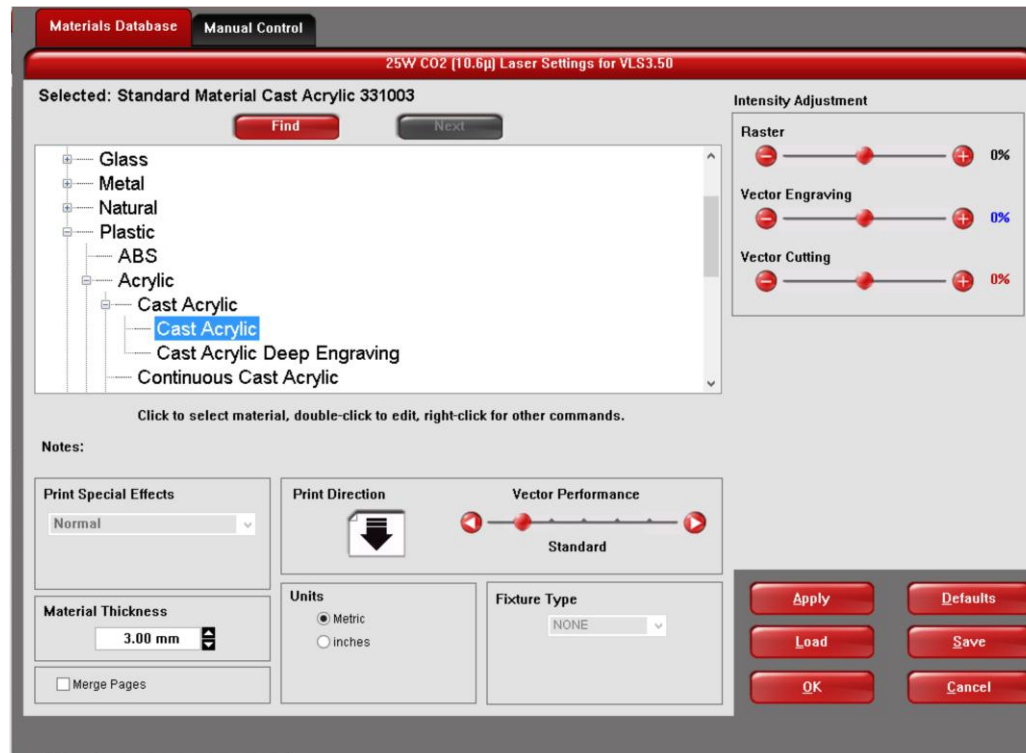 Materials Database
Manual Control
25W CO2 (10.6µ) Laser Settings for VLS3.50
Selected: Standard Material Cast Acrylic 331003
Find
Next
Glass
Metal
Natural
Plastic
ABS
Acrylic
Cast Acrylic
Cast Acrylic
Cast Acrylic Deep Engraving
Continuous Cast Acrylic
Click to select material, double-click to edit, right-click for other commands.
Notes:
Intensity Adjustment
Raster
0%
Vector Engraving
0%
Vector Cutting
0%
Print Special Effects
Normal
Print Direction
Vector Performance
Standard
Material Thickness
3.00 mm
Merge Pages
Units
Metric
inches
Fixture Type
NONE
Apply
Defaults
Load
Save
OK
Cancel